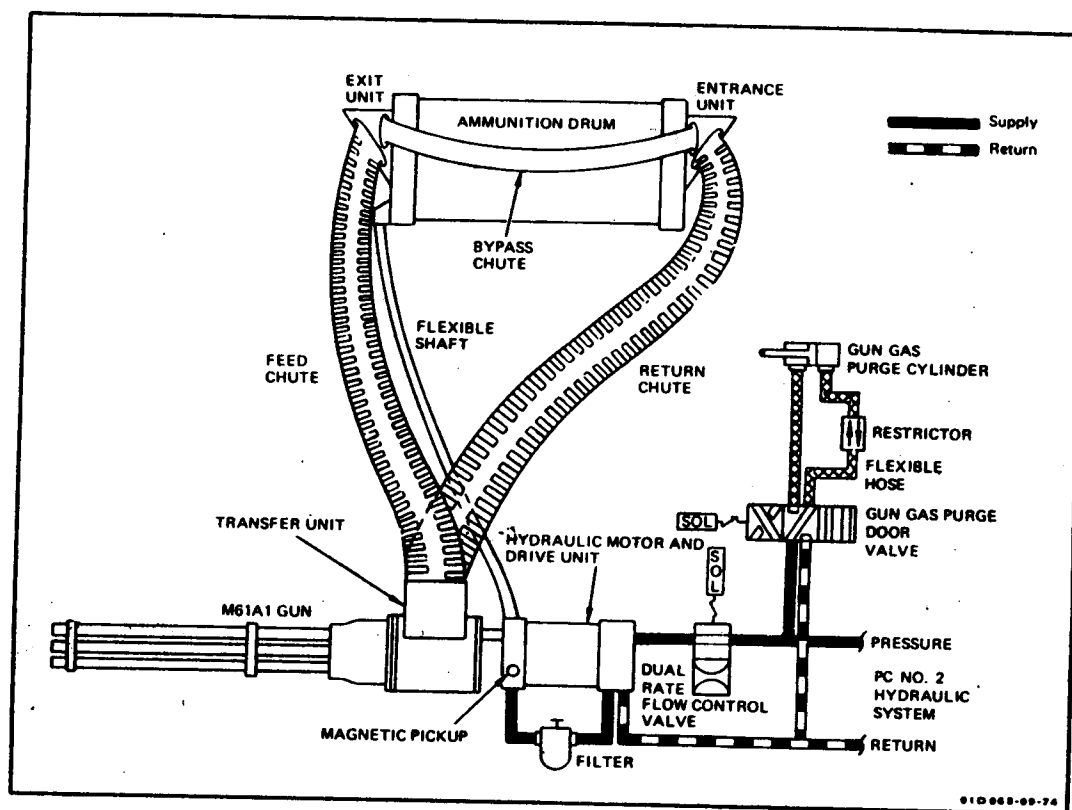 EXIT
UNIT
ENTRANCE
UNIT
AMMUNITION DRUM
Supply
Return
BYPASS
CHUTE
FLEXIBLE
SHAFT
FEED
CHUTE
RETURN
CHUTE
GUN GAS
PURGE CYLINDER
RESTRICTOR
FLEXIBLE
HOSE
SOL
GUN GAS PURGE
DOOR
VALVE
TRANSFER UNIT
HYDRAULIC MOTOR AND
DRIVE UNIT
SOL
M61A1 GUN
PRESSURE
DUAL
RATE
FLOW CONTROL
VALVE
PC NO. 2
HYDRAULIC
SYSTEM
MAGNETIC PICKUP
FILTER
RETURN